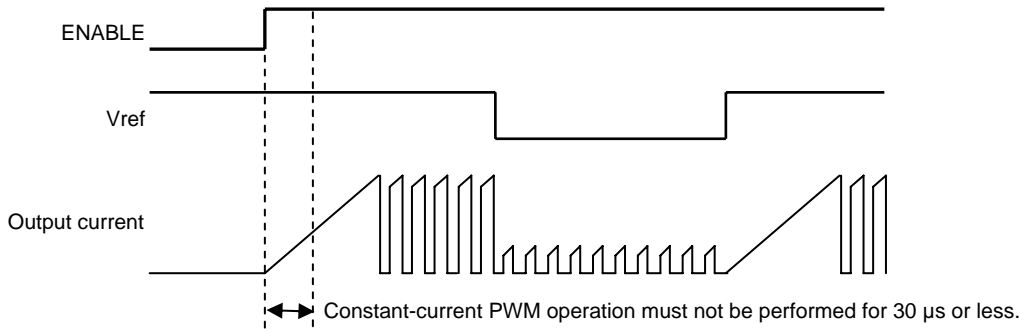 ENABLE
Vref
Output current
Constant-current PWM operation must not be performed for 30 µs or less.